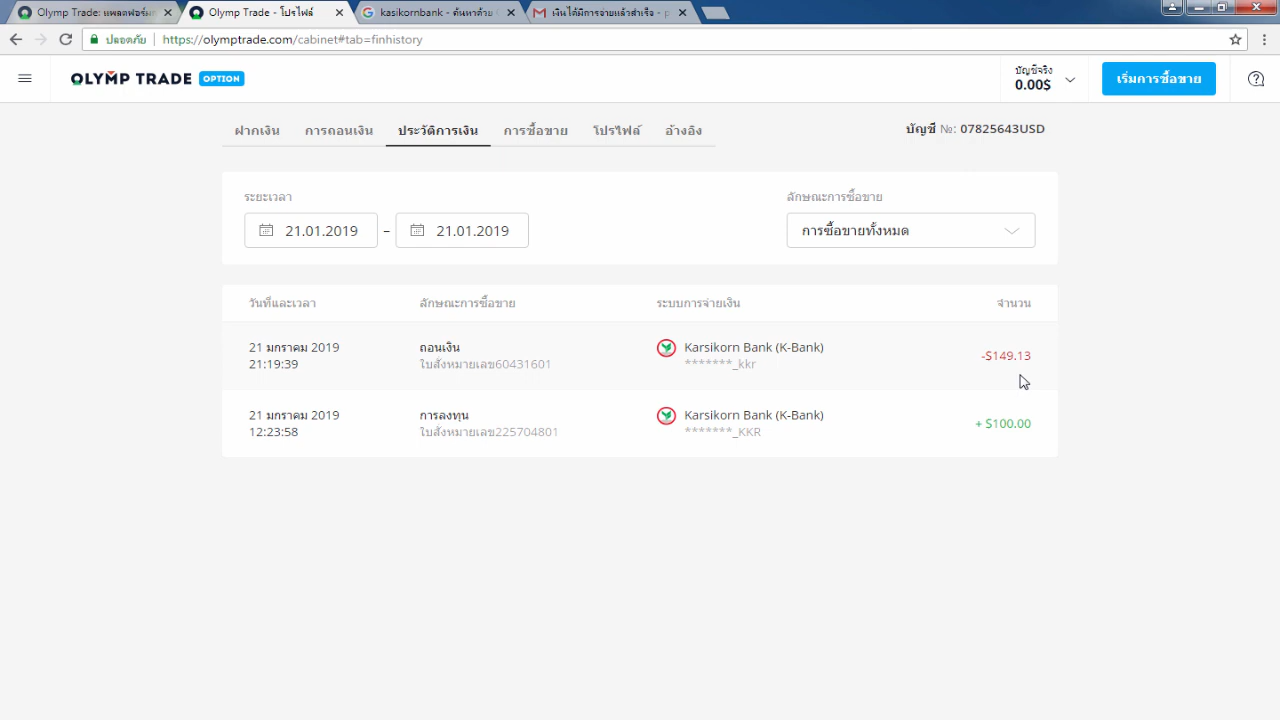 Olymp Trade: แพลตฟอร์ม
Olymp Trade - โปรไฟล์
kasikornbank - ค้นหาด้วย
เงินได้มีการจ่ายแล้วสำเร็จ - p
ปลอดภัย
https://olymptrade.com/cabinet#tab=finhistory
OLYMP TRADE OPTION
บัญชีจริง
0.00$
เริ่มการซื้อขาย
ฝากเงิน การถอนเงิน ประวัติการเงิน การซื้อขาย โปรไฟล์ อ้างอิง
บัญชี №: 07825643USD
ระยะเวลา ลักษณะการซื้อขาย
21.01.2019 – 21.01.2019 การซื้อขายทั้งหมด
วันที่และเวลา ลักษณะการซื้อขาย ระบบการจ่ายเงิน จำนวน
21 มกราคม 2019 ถอนเงิน Karsikorn Bank (K-Bank) -$149.13
21:19:39 ใบสั่งหมายเลข60431601 *******_kkr
21 มกราคม 2019 การลงทุน Karsikorn Bank (K-Bank) + $100.00
12:23:58 ใบสั่งหมายเลข225704801 *******_KKR